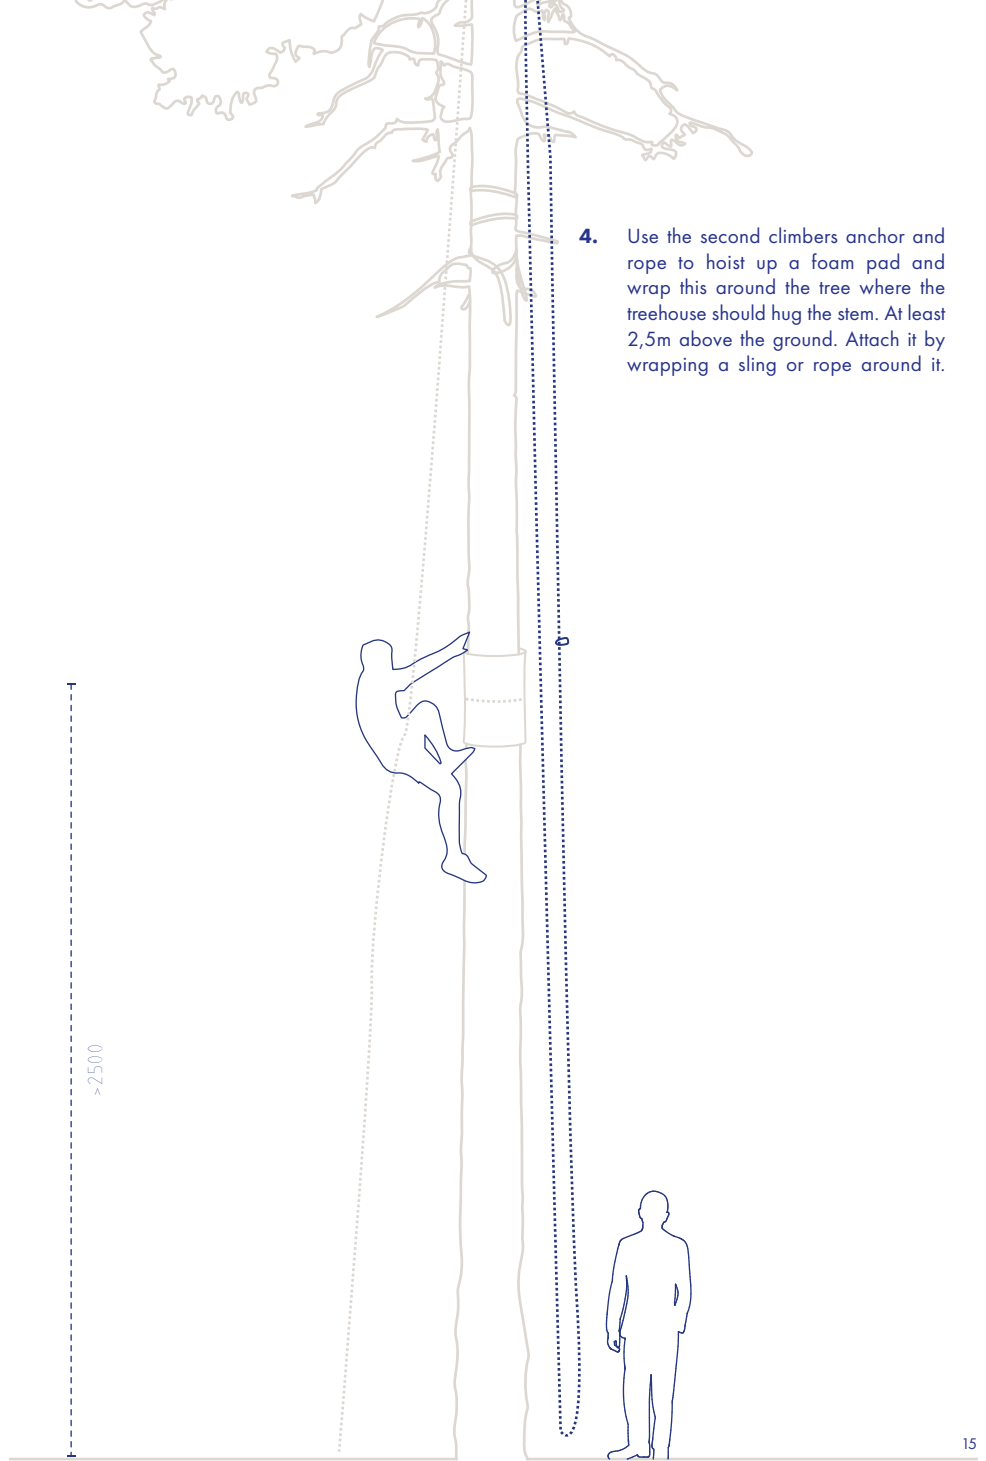 4. Use the second climbers anchor and
rope to hoist up a foam pad and
wrap this around the tree where the
treehouse should hug the stem. At least
2,5m above the ground. Attach it by
wrapping a sling or rope around it.
>2500
15